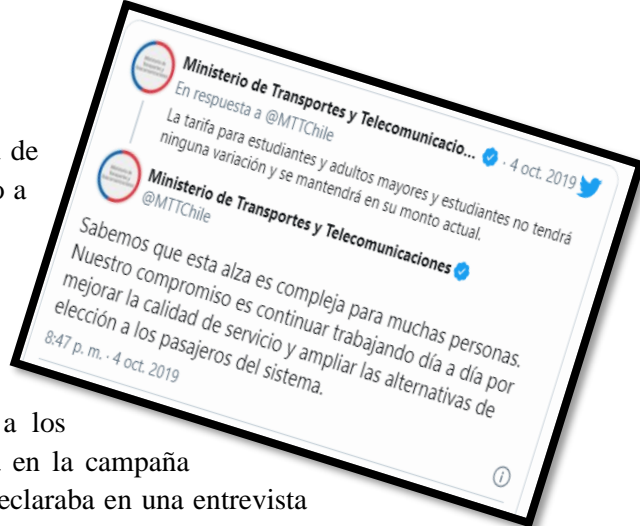 Ministerio de Transportes y Telecomunicacio... · 4 oct. 2019
En respuesta a @MTTChile
La tarifa para estudiantes y adultos mayores y estudiantes no tendrá
ninguna variación y se mantendrá en su monto actual.
Ministerio de Transportes y Telecomunicaciones
@MTTChile
Sabemos que esta alza es compleja para muchas personas.
Nuestro compromiso es continuar trabajando día a día por
mejorar la calidad de servicio y ampliar las alternativas de
elección a los pasajeros del sistema.
8:47 p. m. · 4 oct. 2019
de
a
a los
en la campaña
eclaraba en una entrevista